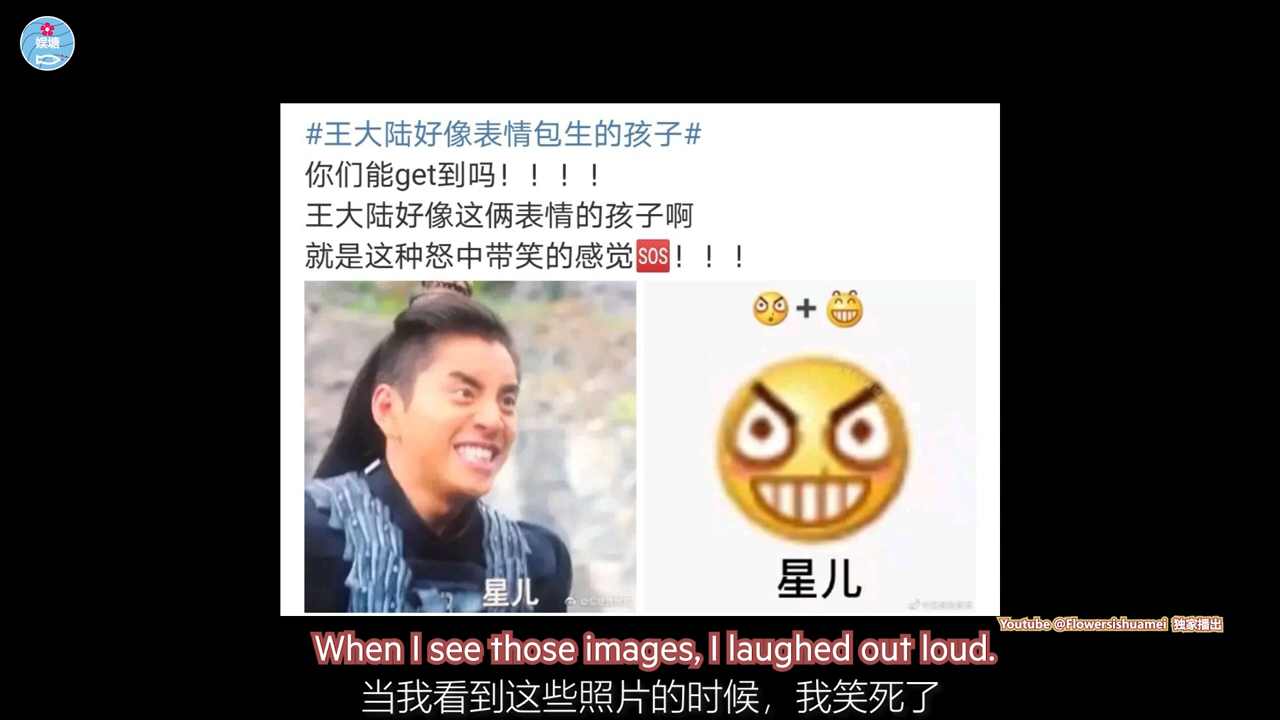 娱塘
#王大陆好像表情包生的孩子#
你们能get到吗！！！！
王大陆好像这俩表情的孩子啊
就是这种怒中带笑的感觉SOS！！！
+
星儿
星儿
Youtube @Flowersishuamei 独家播出
When I see those images, I laughed out loud.
当我看到这些照片的时候，我笑死了